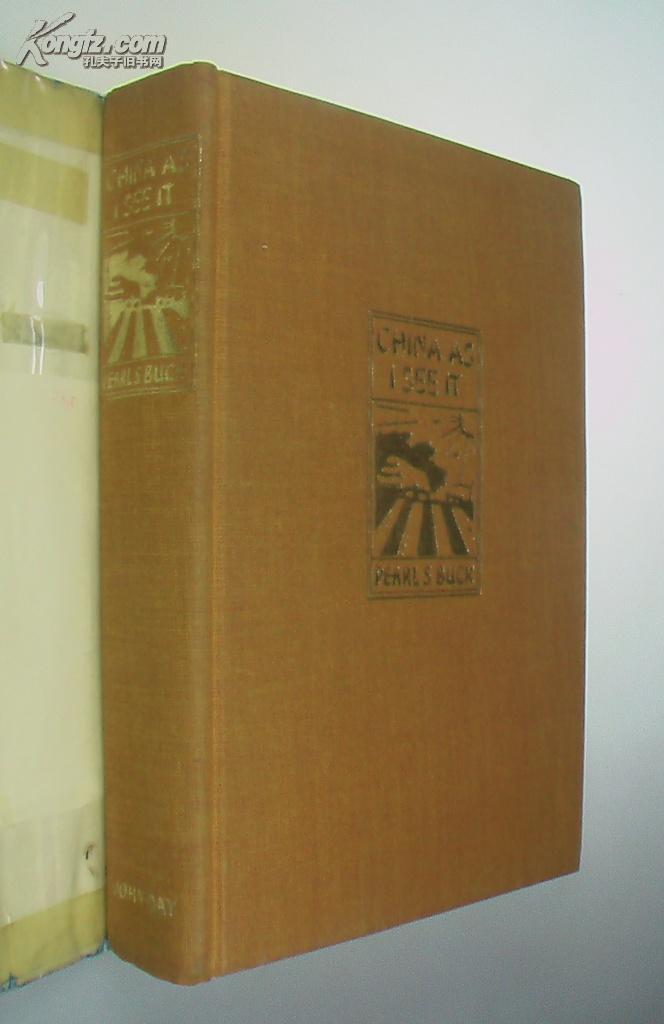 Kongfz.com
孔夫子旧书网
CHINA AS
I SEE IT
PEARL S BUCK
JOHN DAY
CHINA AS
I SEE IT
PEARL S BUCK